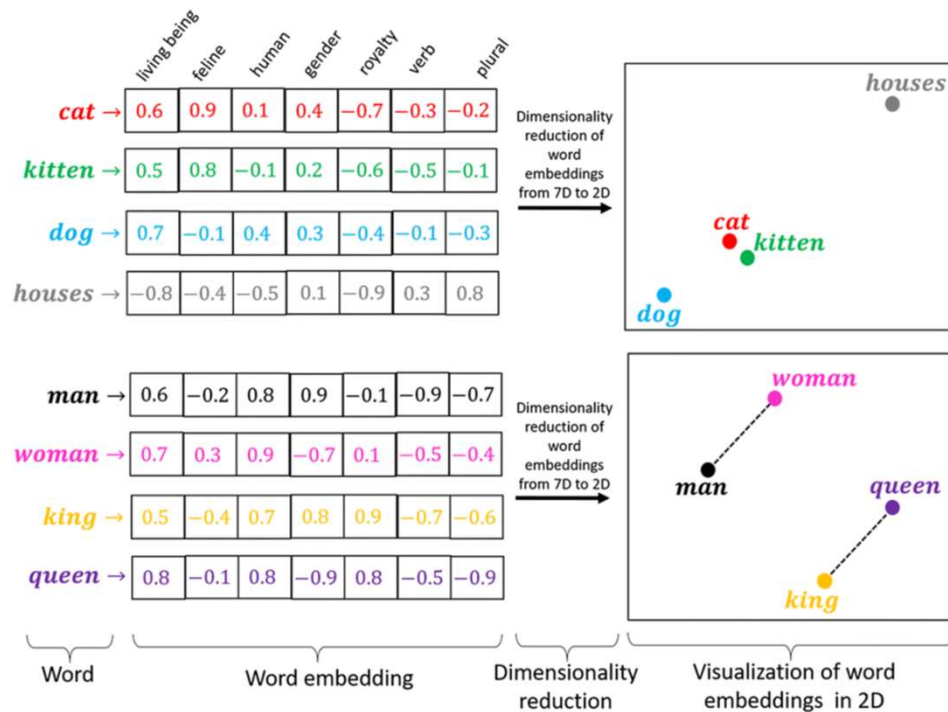 living being feline human gender royalty verb plural
cat → 0.6 0.9 0.1 0.4 −0.7 −0.3 −0.2
kitten → 0.5 0.8 −0.1 0.2 −0.6 −0.5 −0.1
dog → 0.7 −0.1 0.4 0.3 −0.4 −0.1 −0.3
houses → −0.8 −0.4 −0.5 0.1 −0.9 0.3 0.8
Dimensionality
reduction of
word
embeddings
from 7D to 2D
houses
cat
kitten
dog
man → 0.6 −0.2 0.8 0.9 −0.1 −0.9 −0.7
woman → 0.7 0.3 0.9 −0.7 0.1 −0.5 −0.4
king → 0.5 −0.4 0.7 0.8 0.9 −0.7 −0.6
queen → 0.8 −0.1 0.8 −0.9 0.8 −0.5 −0.9
Dimensionality
reduction of
word
embeddings
from 7D to 2D
woman
man
queen
king
Word
Word embedding
Dimensionality
reduction
Visualization of word
embeddings in 2D